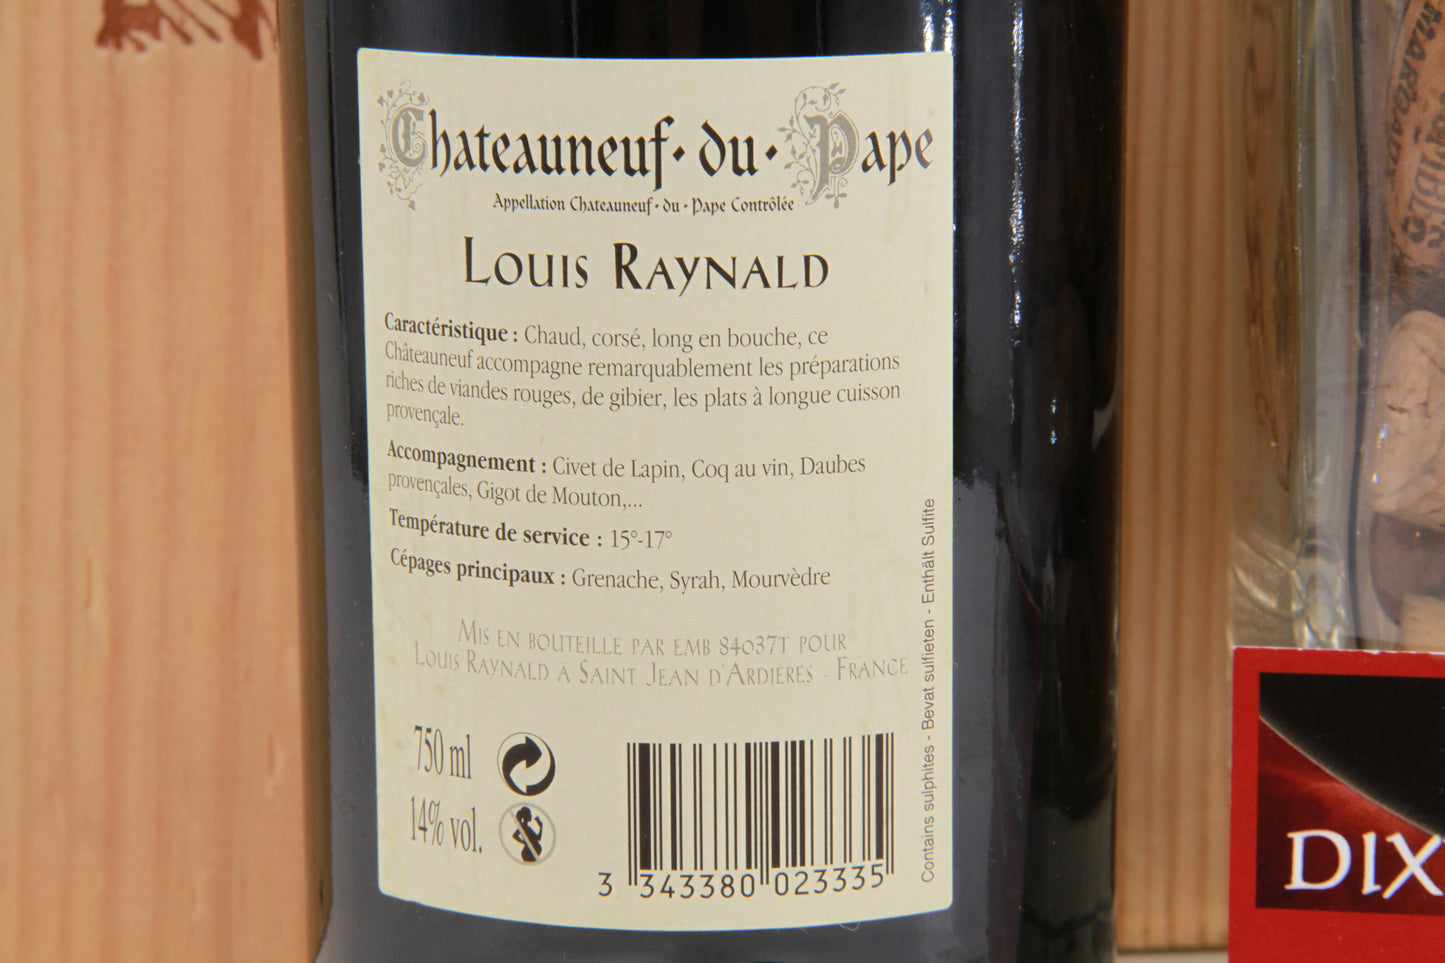 Chateauneuf · du · Pape
Appellation Chateauneuf · du · Pape Contrôlée
Louis Raynald
Caractéristique : Chaud, corsé, long en bouche, ce
Châteauneuf accompagne remarquablement les préparations
riches de viandes rouges, de gibier, les plats à longue cuisson
provençale.
Accompagnement : Civet de Lapin, Coq au vin, Daubes
provençales, Gigot de Mouton,...
Température de service : 15°-17°
Cépages principaux : Grenache, Syrah, Mourvèdre
Mis en bouteille par EMB 84037T pour
Louis Raynald à Saint Jean d'Ardières - France
750 ml
14% vol.
3 343380 023335
Contains sulphites - Bevat sulfieten - Enthält Sulfite
DIX